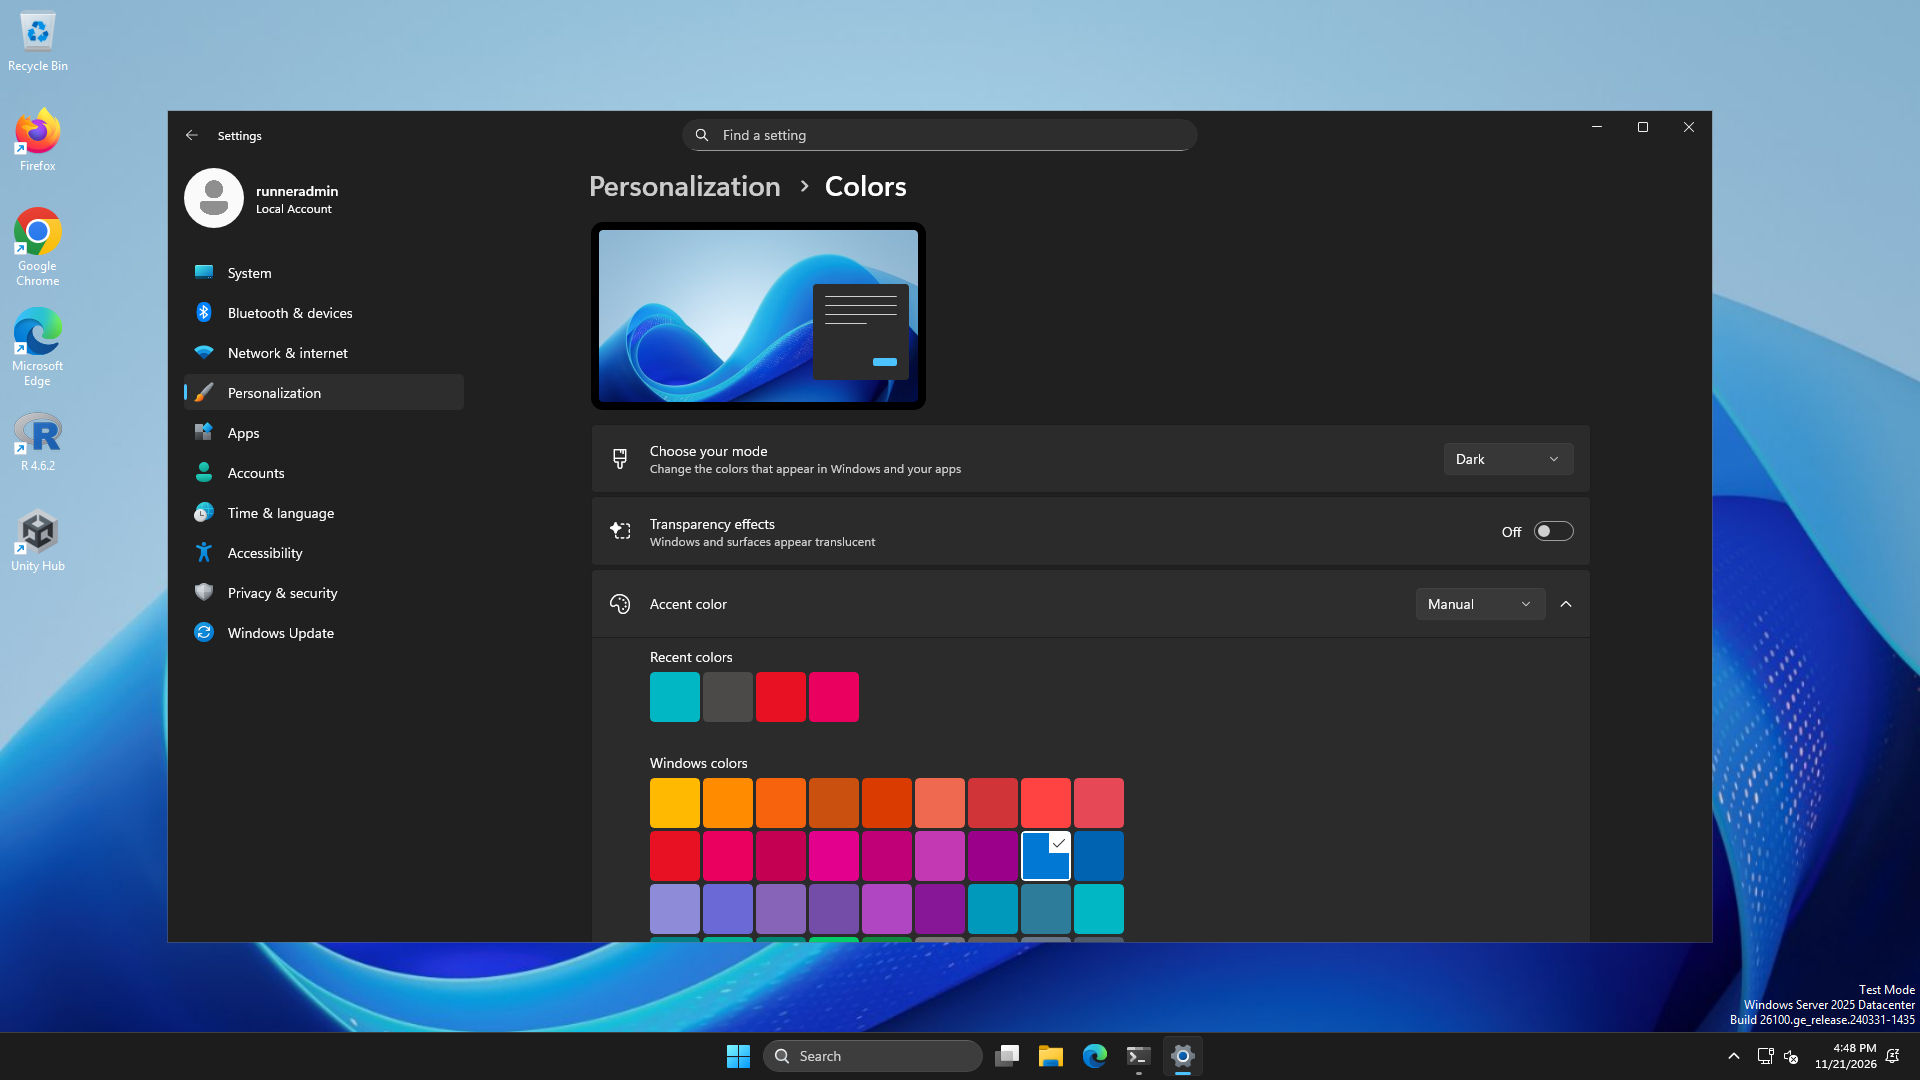 Recycle Bin
Firefox
Google
Chrome
Microsoft
Edge
R 4.6.2
Unity Hub
Settings
Find a setting
runneradmin
Local Account
System
Bluetooth & devices
Network & internet
Personalization
Apps
Accounts
Time & language
Accessibility
Privacy & security
Windows Update
Personalization > Colors
Choose your mode
Change the colors that appear in Windows and your apps
Dark
Transparency effects
Windows and surfaces appear translucent
Off
Accent color
Manual
Recent colors
Windows colors
Test Mode
Windows Server 2025 Datacenter
Build 26100.ge_release.240331-1435
Search
4:48 PM
11/21/2026